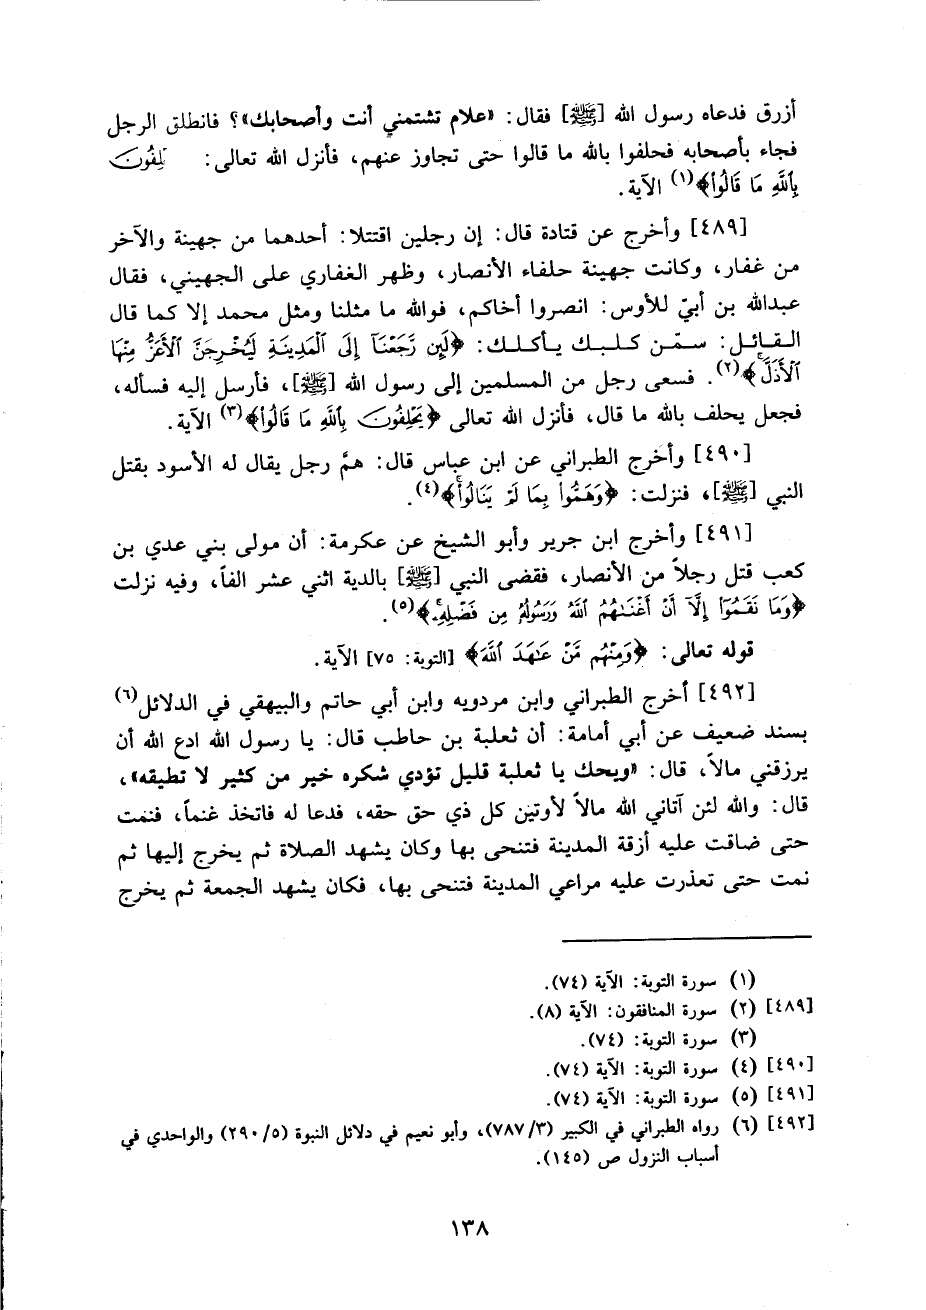 أزرق فدعاه رسول الله [ﷺ] فقال: «علام تشتمني أنت وأصحابك»؟ فانطلق الرجل
فجاء بأصحابه فحلفوا بالله ما قالوا حتى تجاوز عنهم، فأنزل الله تعالى: ‎لِفُونَ
بِٱللَّهِ مَا قَالُوا۟﴾(١) الآية.
[٤٨٩] وأخرج عن قتادة قال: إن رجلين اقتتلا: أحدهما من جهينة والآخر
من غفار، وكانت جهينة حلفاء الأنصار، وظهر الغفاري على الجهيني، فقال
عبدالله بن أبيّ للأوس: انصروا أخاكم، فوالله ما مثلنا ومثل محمد إلا كما قال
القائل: سمّن كلبك يأكلك: ﴿لَئِن رَّجَعْنَآ إِلَى ٱلْمَدِينَةِ لَيُخْرِجَنَّ ٱلْأَعَزُّ مِنْهَا
ٱلْأَذَلَّ﴾(٢). فسعى رجل من المسلمين إلى رسول الله [ﷺ]، فأرسل إليه فسأله،
فجعل يحلف بالله ما قال، فأنزل الله تعالى ﴿يَحْلِفُونَ بِٱللَّهِ مَا قَالُوا۟﴾(٣) الآية.
[٤٩٠] وأخرج الطبراني عن ابن عباس قال: همَّ رجل يقال له الأسود بقتل
النبي [ﷺ]، فنزلت: ﴿وَهَمُّوا۟ بِمَا لَمْ يَنَالُوا۟﴾(٤).
[٤٩١] وأخرج ابن جرير وأبو الشيخ عن عكرمة: أن مولى بني عدي بن
كعب قتل رجلاً من الأنصار، فقضى النبي [ﷺ] بالدية اثني عشر الفاً، وفيه نزلت
﴿وَمَا نَقَمُوٓا۟ إِلَّآ أَنْ أَغْنَىٰهُمُ ٱللَّهُ وَرَسُولُهُۥ مِن فَضْلِهِۦ﴾(٥).
قوله تعالى: ﴿وَمِنْهُم مَّنْ عَـٰهَدَ ٱللَّهَ﴾ [التوبة: ٧٥] الآية.
[٤٩٢] أخرج الطبراني وابن مردويه وابن أبي حاتم والبيهقي في الدلائل(٦)
بسند ضعيف عن أبي أمامة: أن ثعلبة بن حاطب قال: يا رسول الله ادع الله أن
يرزقني مالاً، قال: «ويحك يا ثعلبة قليل تؤدي شكره خير من كثير لا تطيقه»،
قال: والله لئن آتاني الله مالاً لأوتين كل ذي حق حقه، فدعا له فاتخذ غنماً، فنمت
حتى ضاقت عليه أزقة المدينة فتنحى بها وكان يشهد الصلاة ثم يخرج إليها ثم
نمت حتى تعذرت عليه مراعي المدينة فتنحى بها، فكان يشهد الجمعة ثم يخرج
(١) سورة التوبة: الآية (٧٤).
[٤٨٩] (٢) سورة المنافقون: الآية (٨).
(٣) سورة التوبة: (٧٤).
[٤٩٠] (٤) سورة التوبة: الآية (٧٤).
[٤٩١] (٥) سورة التوبة: الآية (٧٤).
[٤٩٢] (٦) رواه الطبراني في الكبير (٧٨٧/٣)، وأبو نعيم في دلائل النبوة (٢٩٠/٥) والواحدي في
أسباب النزول ص (١٤٥).
١٣٨